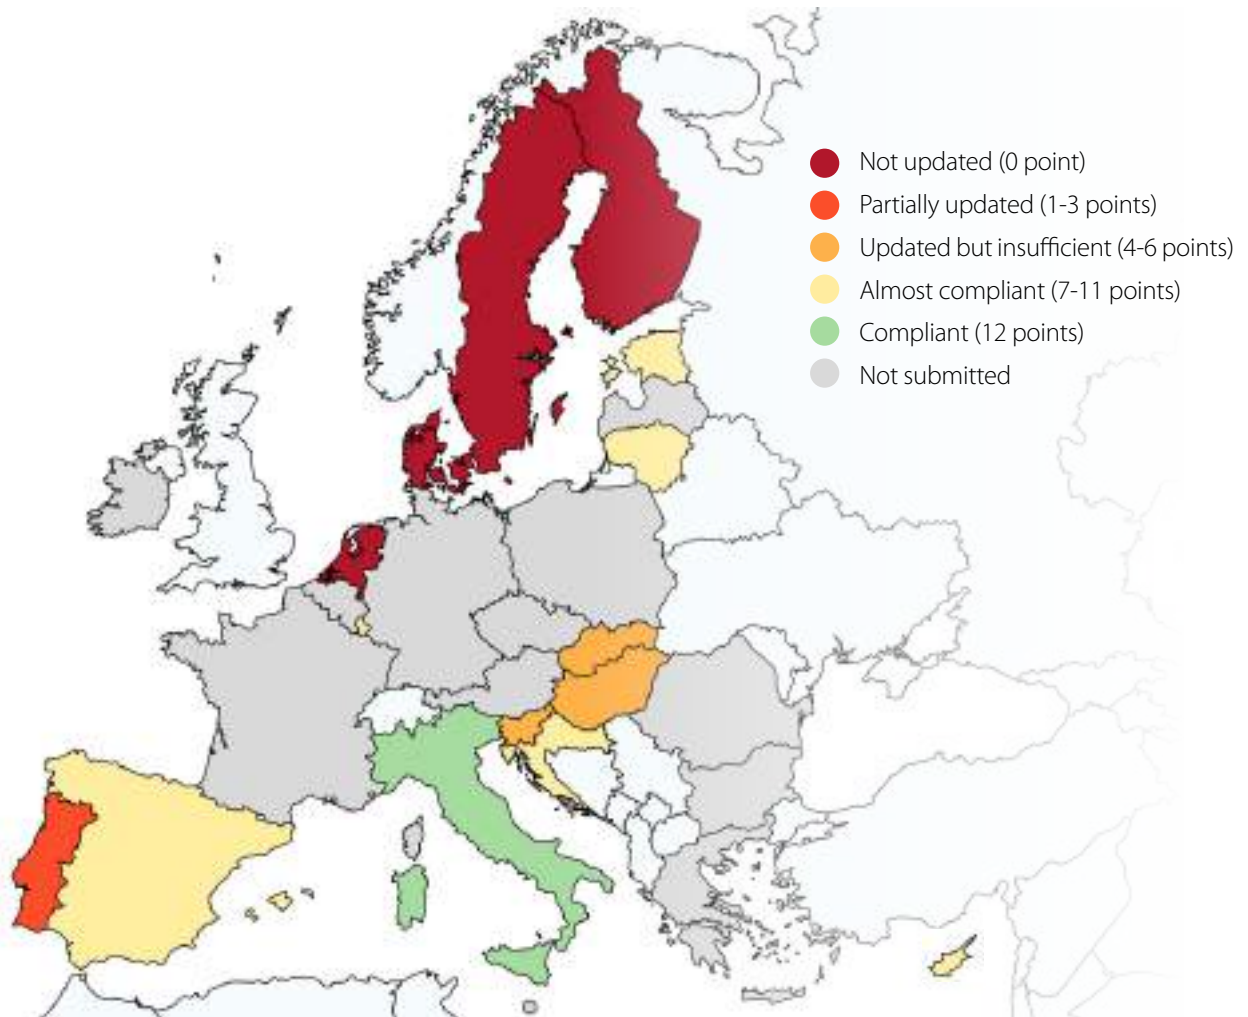 Not updated (0 point)
Partially updated (1-3 points)
Updated but insufficient (4-6 points)
Almost compliant (7-11 points)
Compliant (12 points)
Not submitted